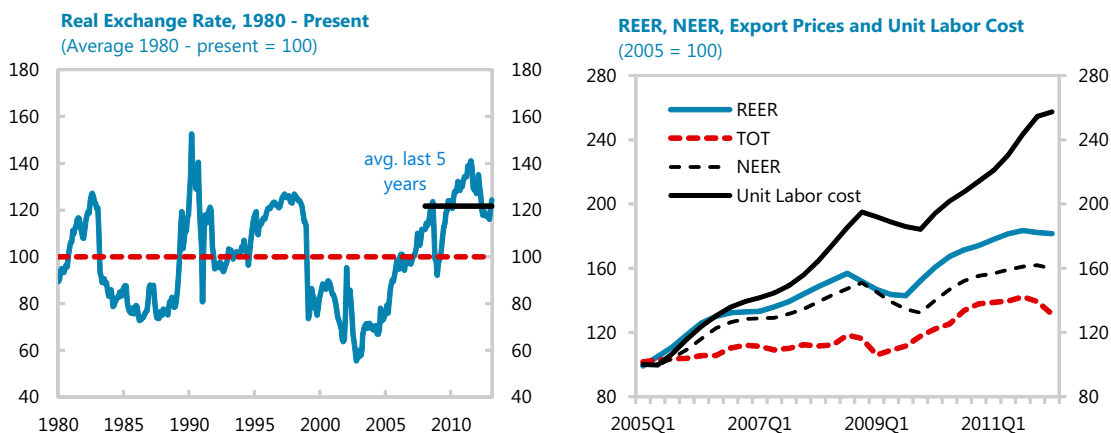 Real Exchange Rate, 1980 - Present
(Average 1980 - present = 100)
180
160
140
120
100
80
60
40
180
160
140
120
100
80
60
40
avg. last 5
years
1980 1985 1990 1995 2000 2005 2010
REER, NEER, Export Prices and Unit Labor Cost
(2005 = 100)
280
240
200
160
120
80
280
240
200
160
120
80
REER
TOT
NEER
Unit Labor cost
2005Q1 2007Q1 2009Q1 2011Q1